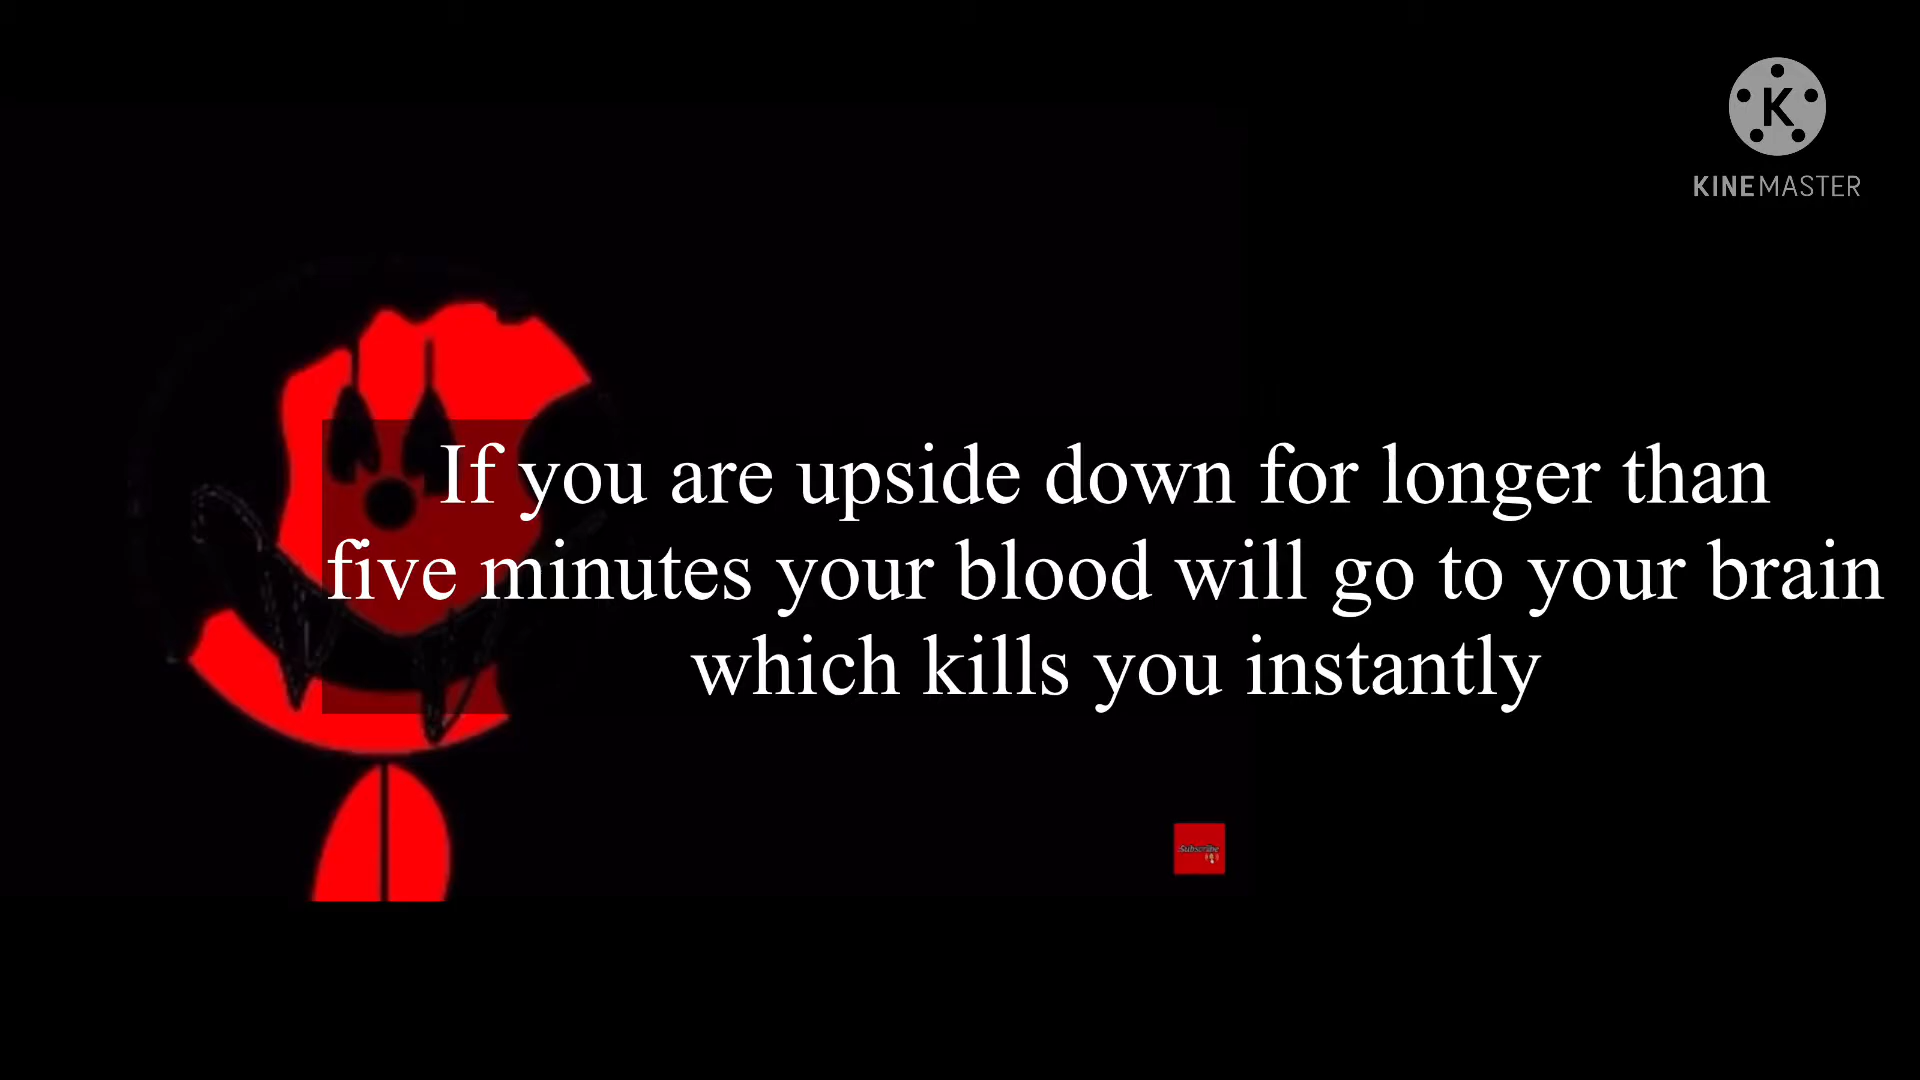 K
KINEMASTER
If you are upside down for longer than
five minutes your blood will go to your brain
which kills you instantly
Subscribe